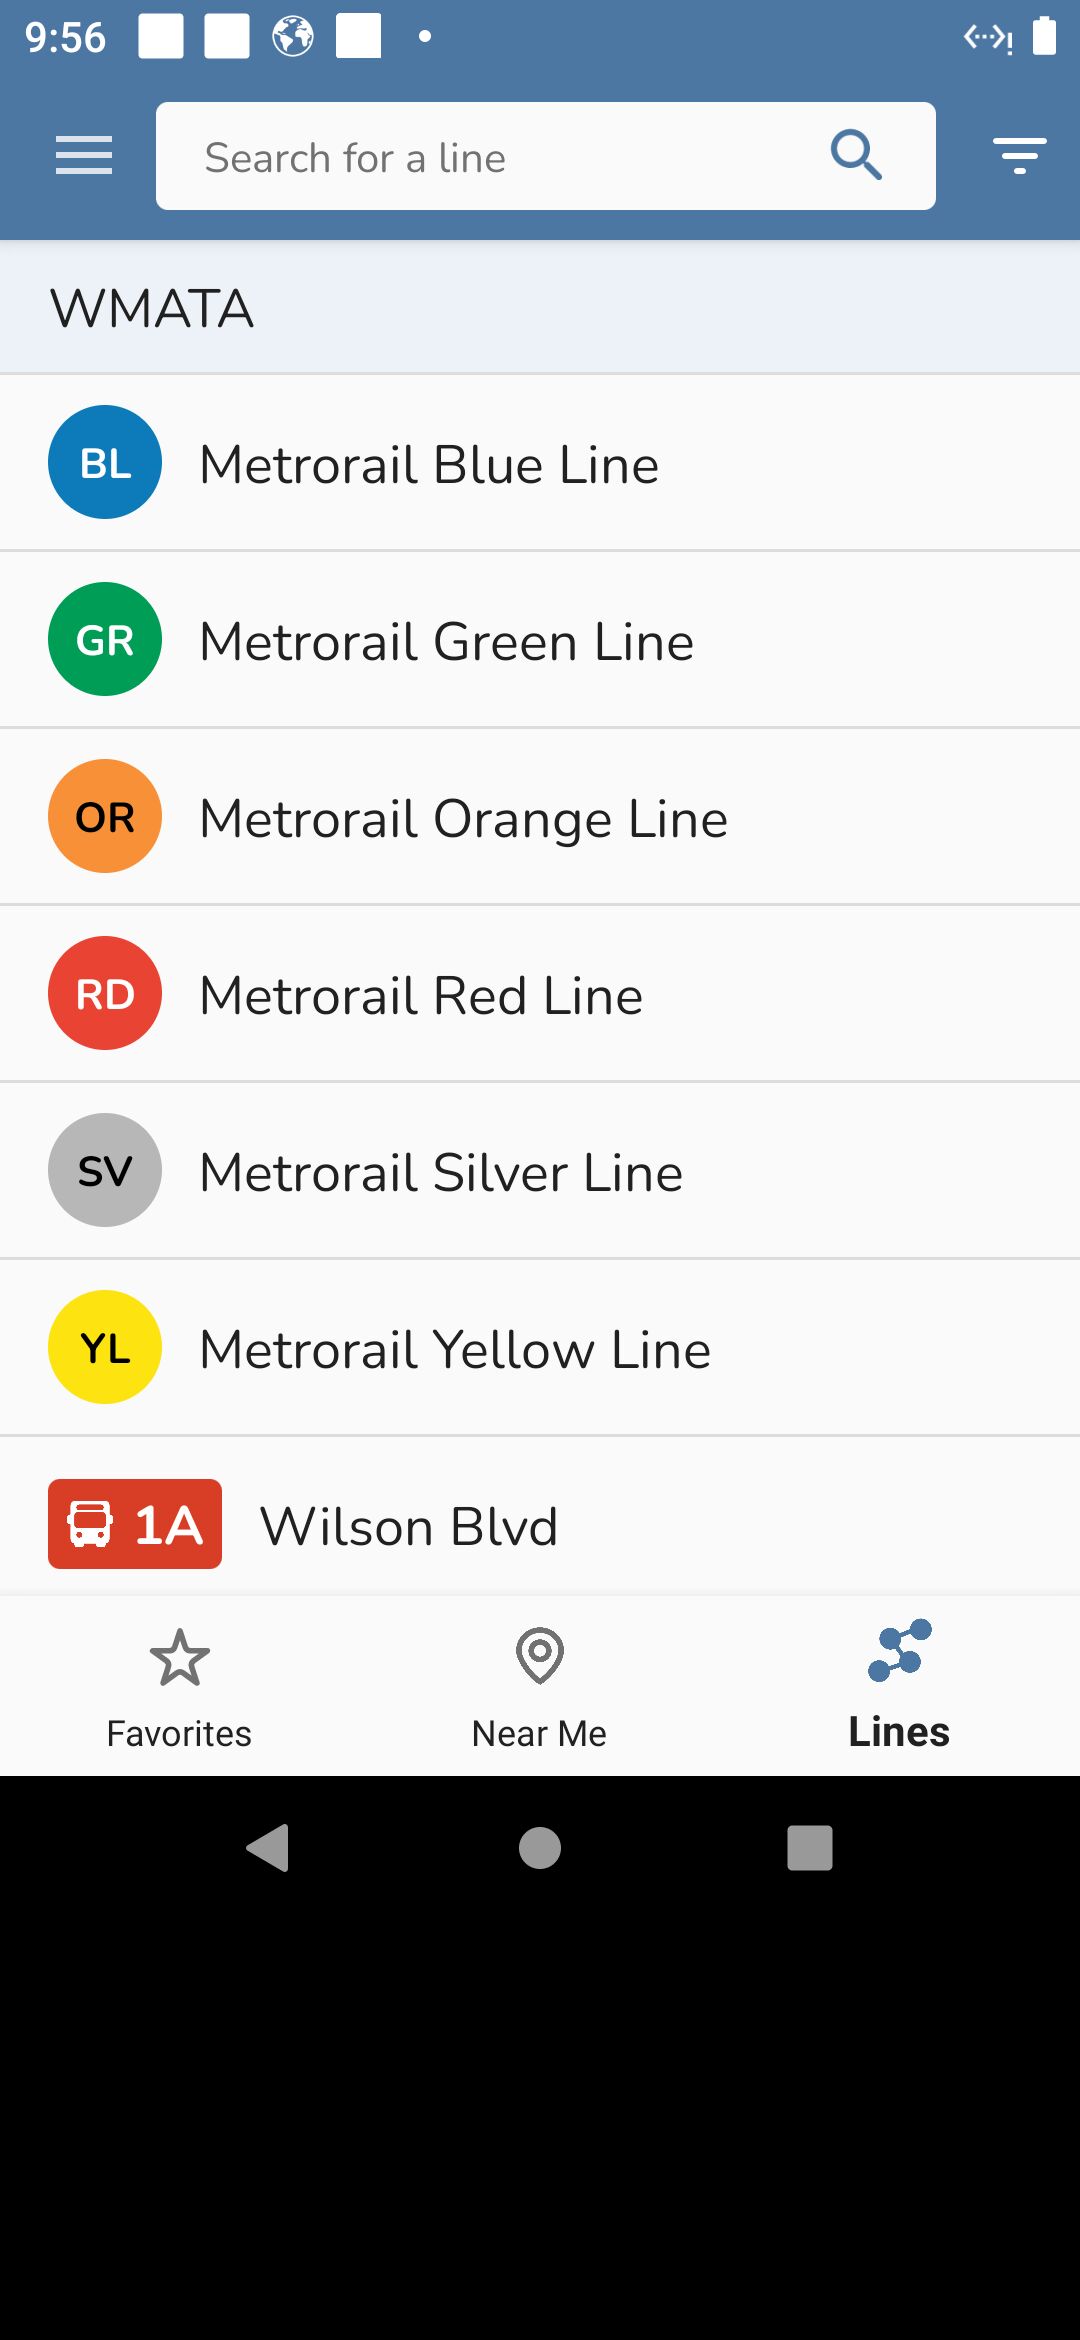 9:56
Search for a line
WMATA
BL Metrorail Blue Line
GR Metrorail Green Line
OR Metrorail Orange Line
RD Metrorail Red Line
SV Metrorail Silver Line
YL Metrorail Yellow Line
1A Wilson Blvd
Favorites Near Me Lines